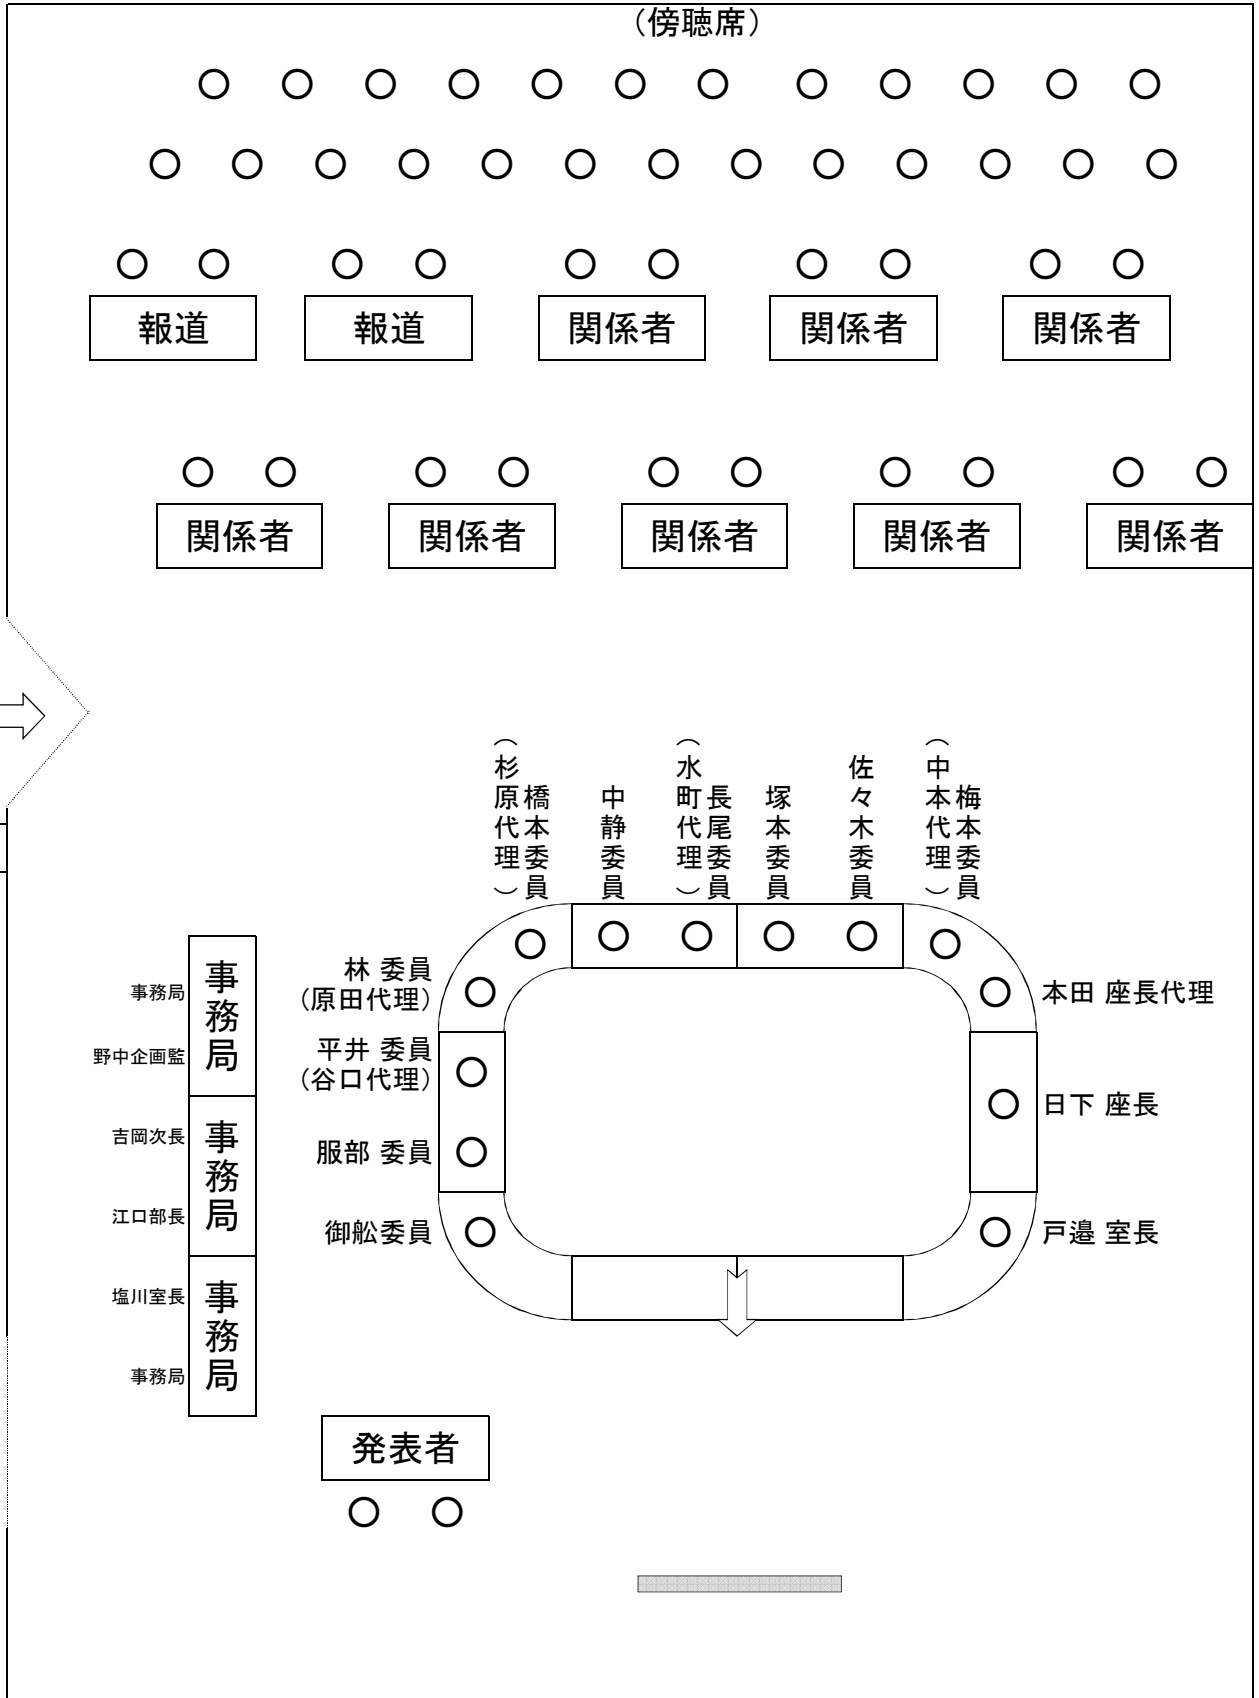 （傍聴席）
報道
報道
関係者
関係者
関係者
関係者
関係者
関係者
関係者
関係者
橋本委員
（杉原代理）
中静委員
長尾委員
（水町代理）
塚本委員
佐々木委員
梅本委員
（中本代理）
林 委員
（原田代理）
平井 委員
（谷口代理）
服部 委員
御舩委員
本田 座長代理
日下 座長
戸邉 室長
事務局
事務局
野中企画監
事務局
吉岡次長
江口部長
事務局
塩川室長
事務局
発表者